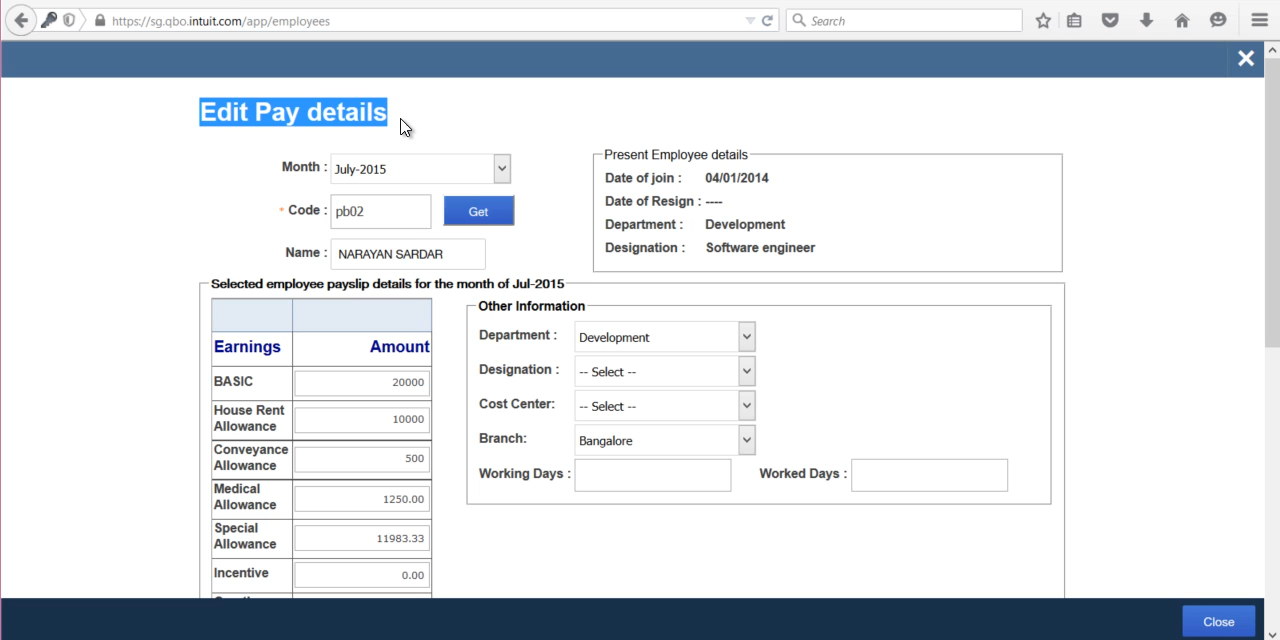 https://sg.qbo.intuit.com/app/employees
Search
Edit Pay details
Month : July-2015
* Code : pb02 Get
Name : NARAYAN SARDAR
Present Employee details
Date of join : 04/01/2014
Date of Resign : ----
Department : Development
Designation : Software engineer
Selected employee payslip details for the month of Jul-2015
Earnings Amount
BASIC 20000
House Rent
Allowance 10000
Conveyance
Allowance 500
Medical
Allowance 1250.00
Special
Allowance 11983.33
Incentive 0.00
Other Information
Department : Development
Designation : -- Select --
Cost Center: -- Select --
Branch: Bangalore
Working Days : Worked Days :
Close